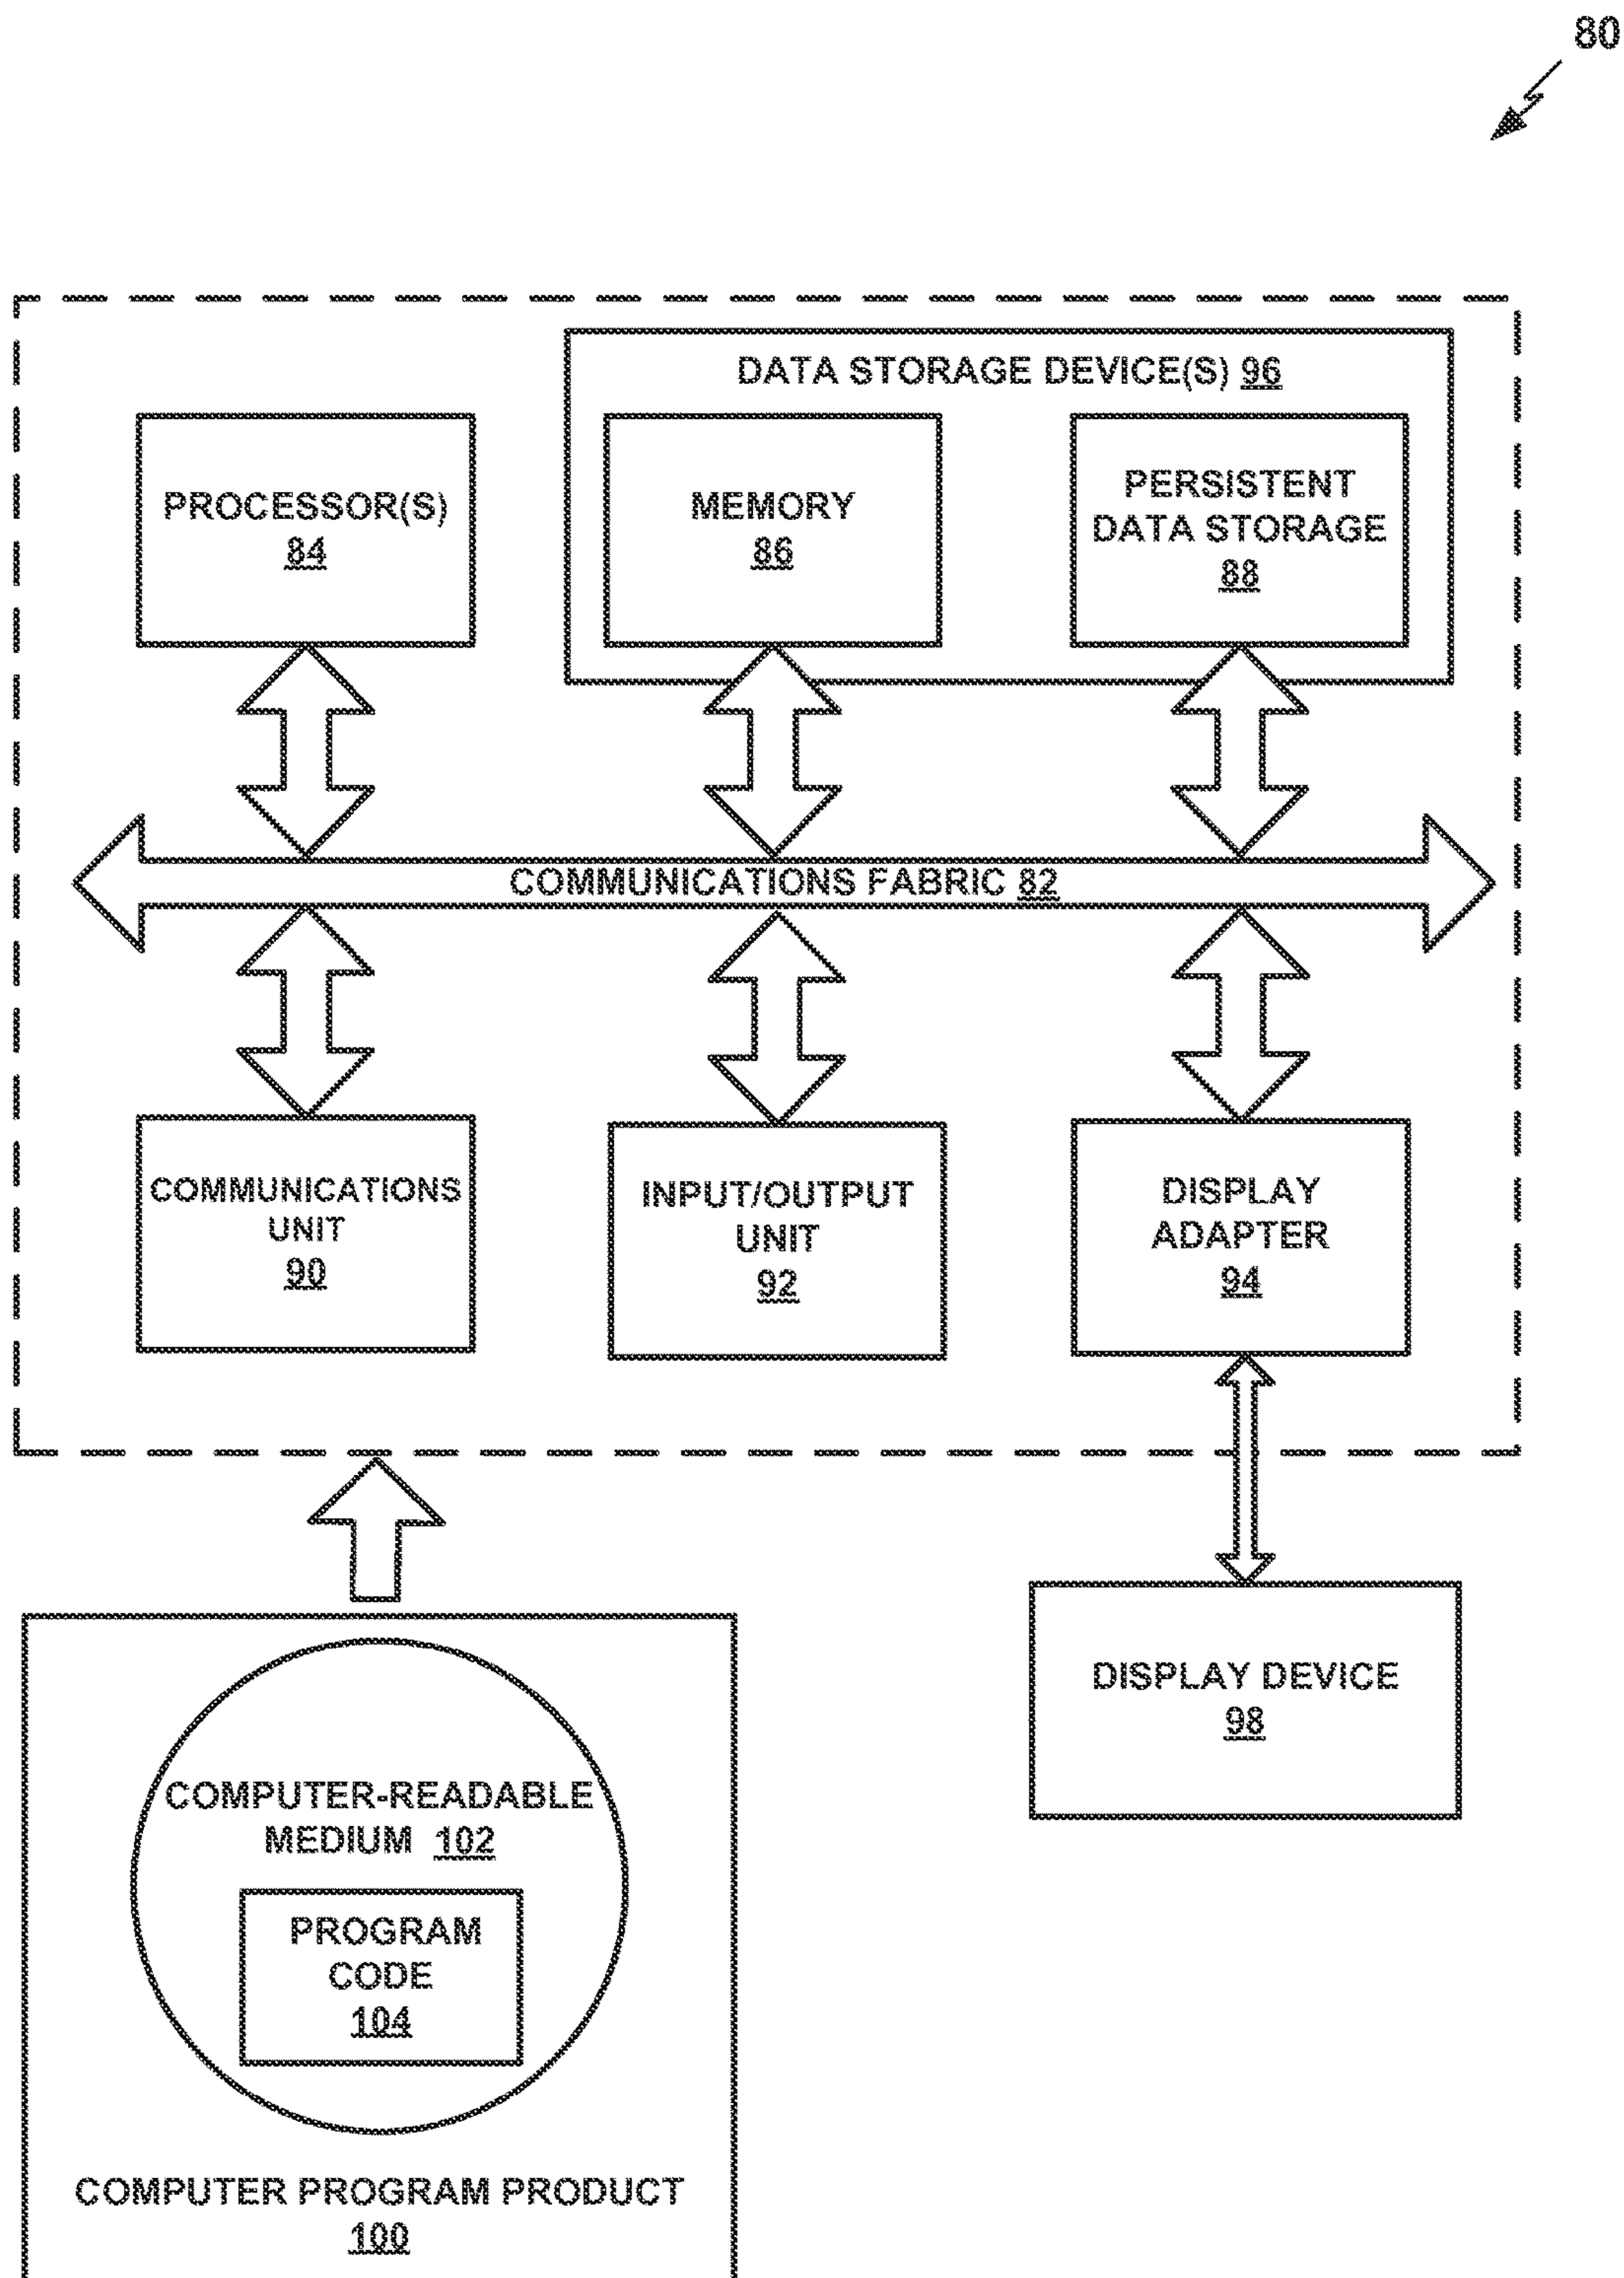 80
DATA STORAGE DEVICE(S) 96
PROCESSOR(S)
84
MEMORY
86
PERSISTENT
DATA STORAGE
88
COMMUNICATIONS FABRIC 82
COMMUNICATIONS
UNIT
90
INPUT/OUTPUT
UNIT
92
DISPLAY
ADAPTER
94
DISPLAY DEVICE
98
COMPUTER-READABLE
MEDIUM 102
PROGRAM
CODE
104
COMPUTER PROGRAM PRODUCT
100